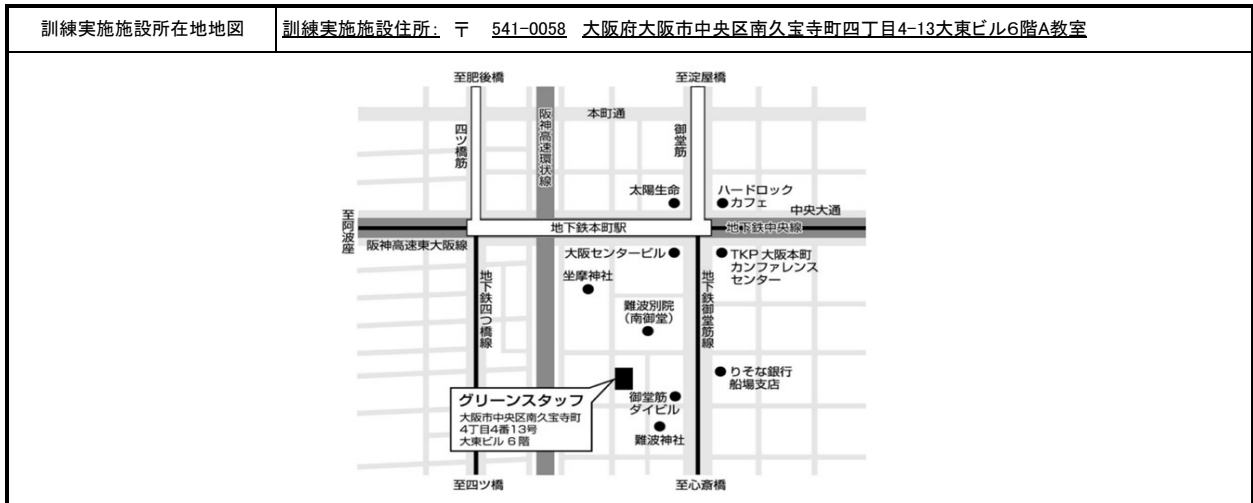 訓練実施施設所在地地図
訓練実施施設住所: 〒 541-0058 大阪府大阪市中央区南久宝寺町四丁目4-13大東ビル6階A教室
至肥後橋
至淀屋橋
本町通
阪神高速環状線
四ツ橋筋
御堂筋
太陽生命
ハードロック
カフェ
中央大通
至阿波座
地下鉄本町駅
地下鉄中央線
阪神高速東大阪線
大阪センタービル
TKP 大阪本町
カンファレンス
センター
坐摩神社
地下鉄四つ橋線
地下鉄御堂筋線
難波別院
(南御堂)
りそな銀行
船場支店
グリーンスタッフ
大阪市中央区南久宝寺町
4丁目4番13号
大東ビル 6 階
御堂筋
ダイビル
難波神社
至四ツ橋
至心斎橋